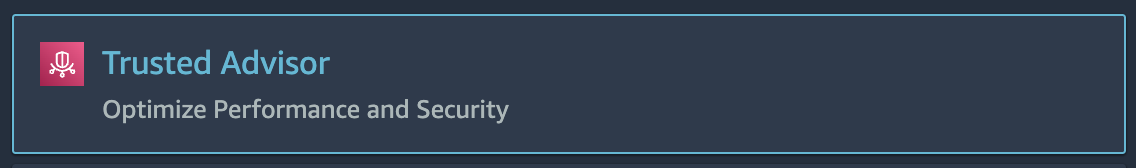 Trusted Advisor
Optimize Performance and Security